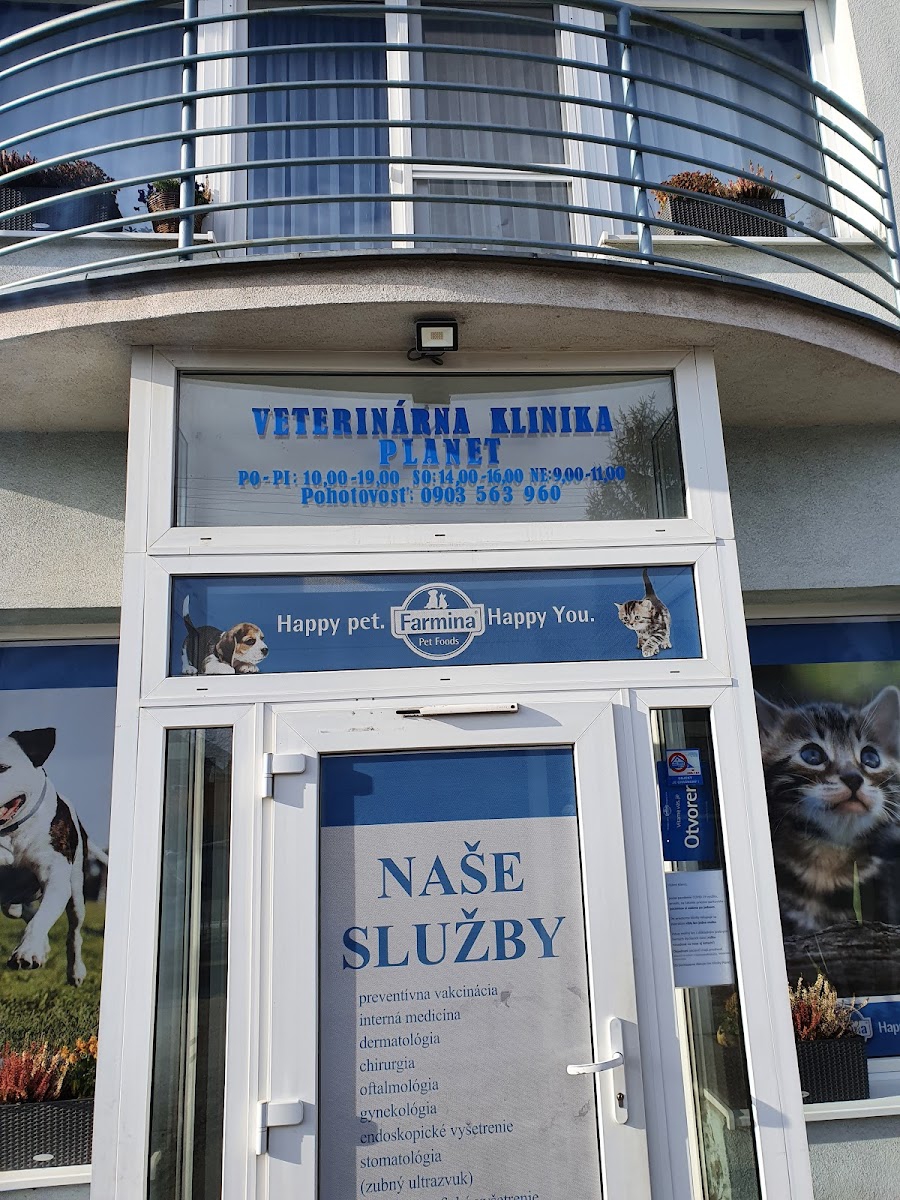 VETERINÁRNA KLINIKA
PLANET
PO-PI: 10,00-19,00 SO:14,00-16,00 NE:9,00-11,00
Pohotovosť: 0903 563 960
Happy pet. Farmina Happy You.
Pet Foods
NAŠE
SLUŽBY
preventívna vakcinácia
interná medicina
dermatológia
chirurgia
oftalmológia
gynekológia
endoskopické vyšetrenie
stomatológia
(zubný ultrazvuk)
Otvorené